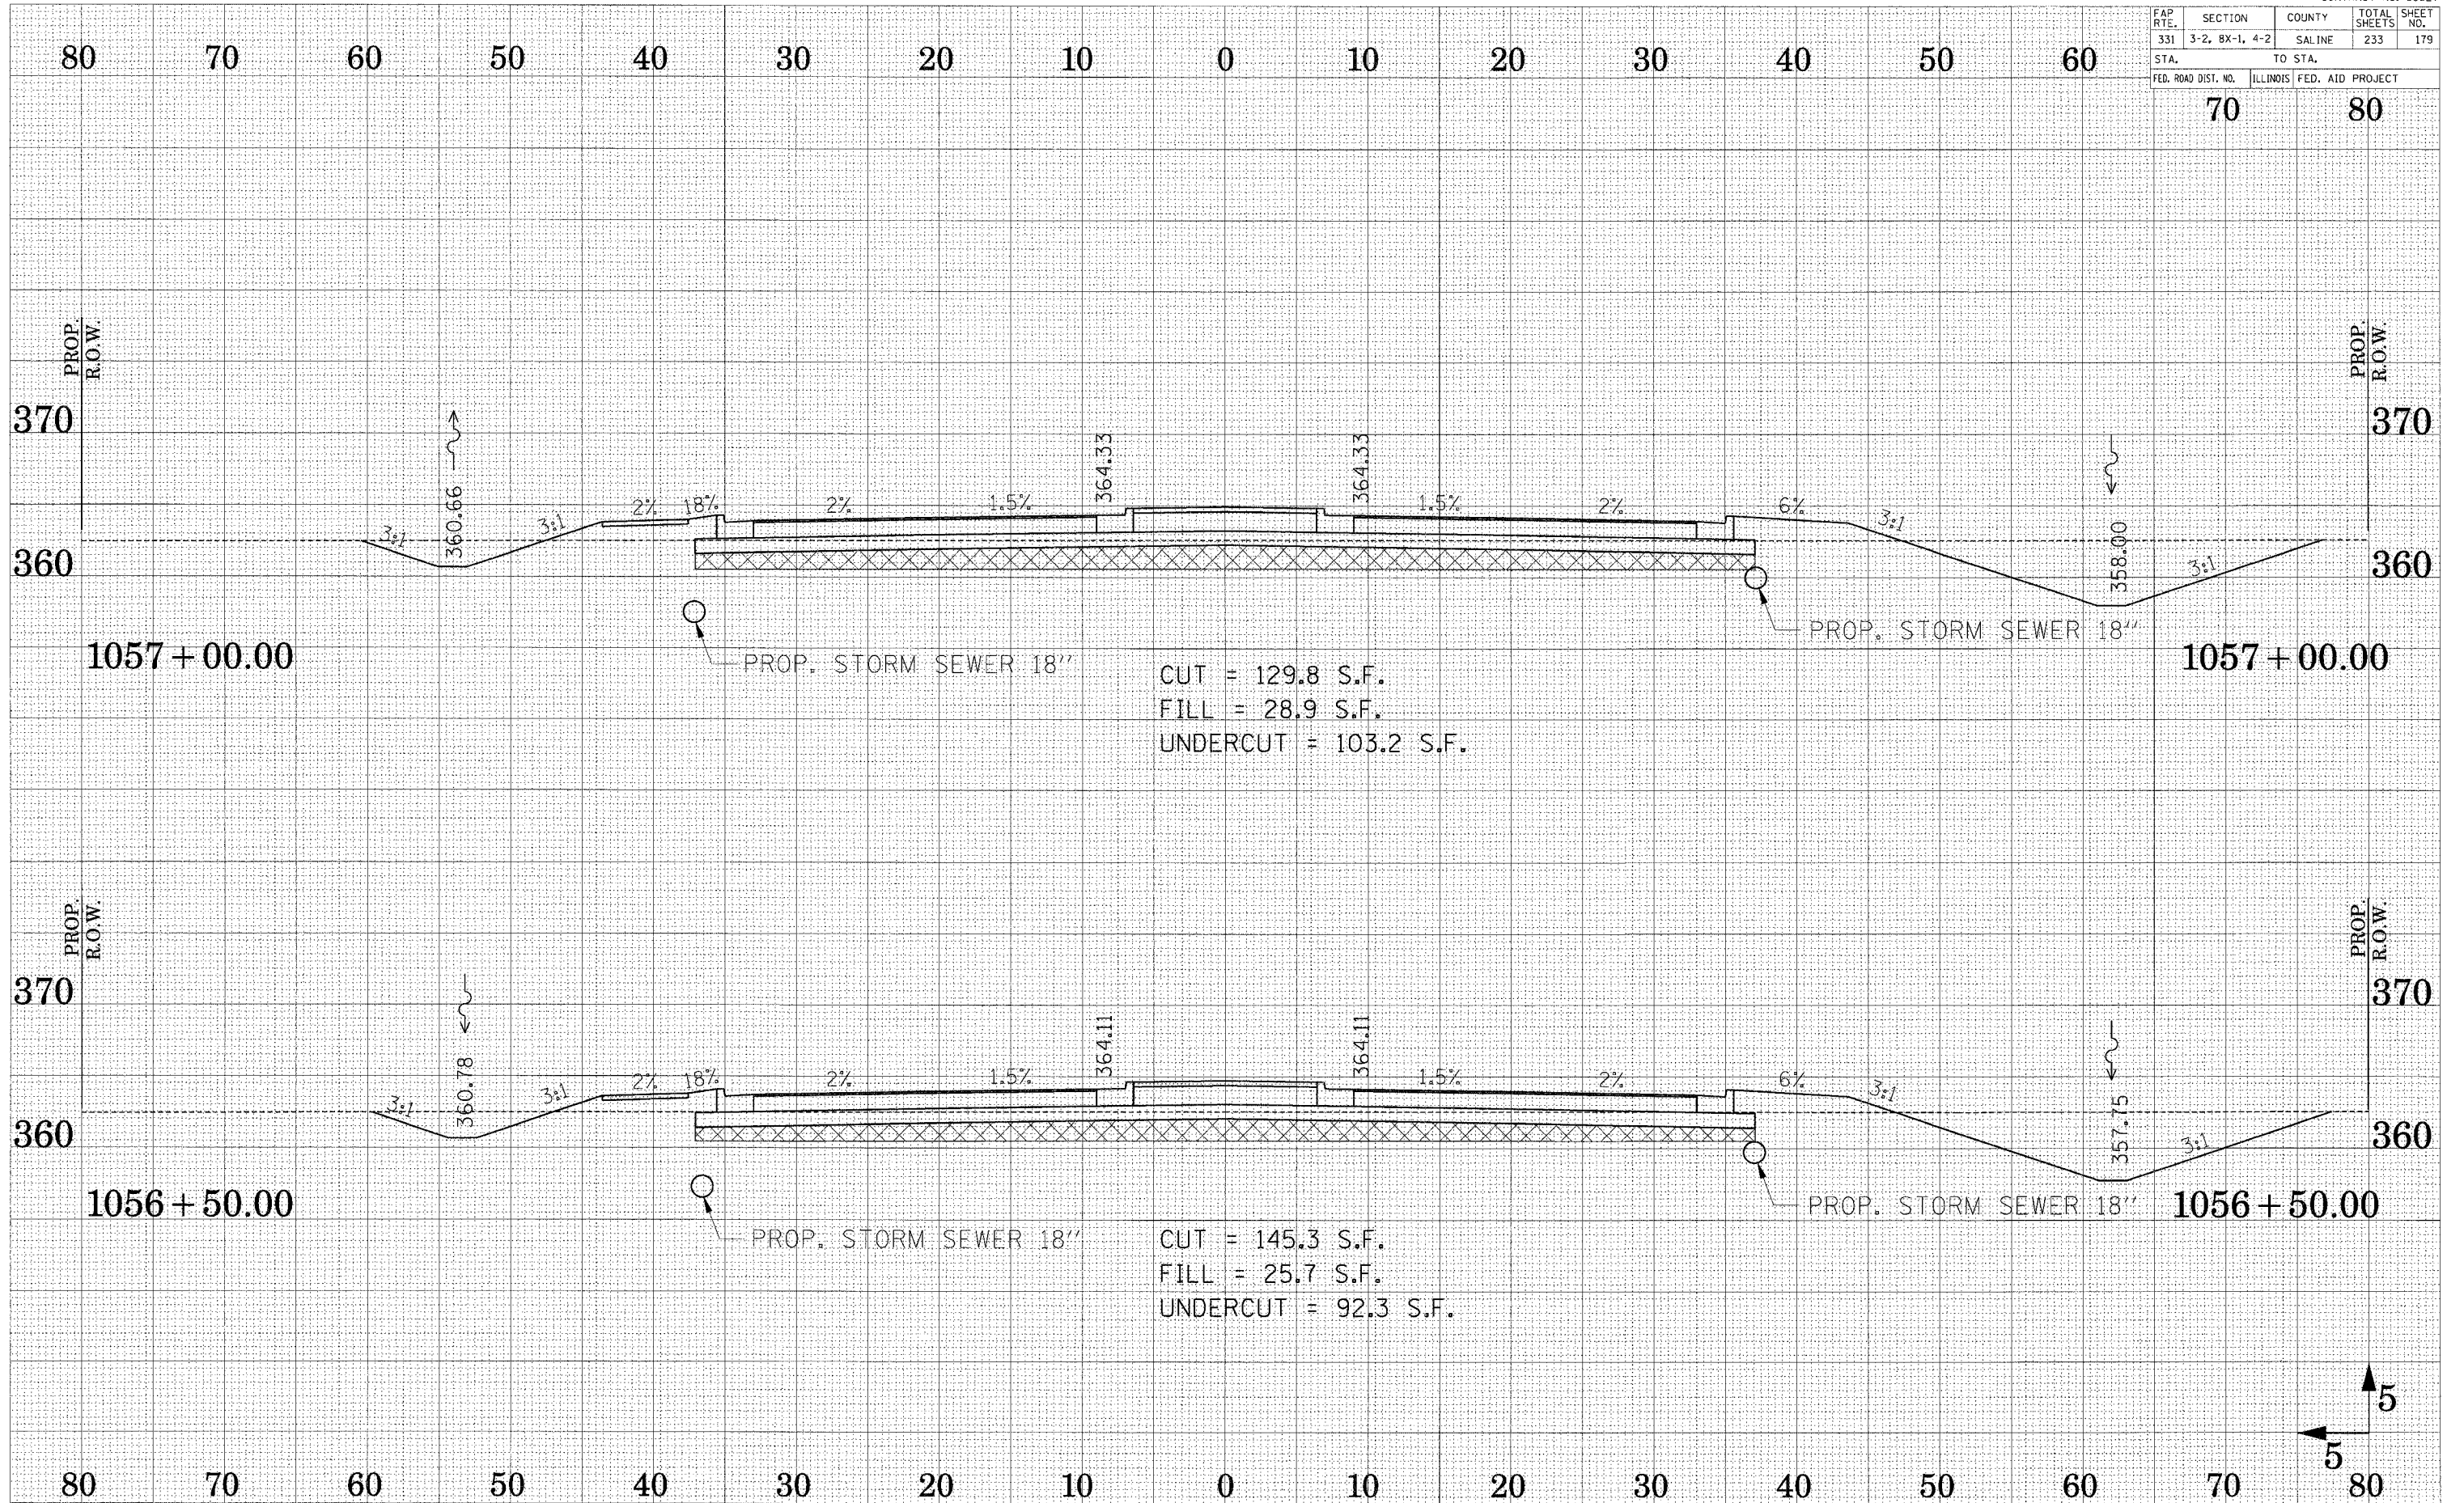 FAP RTE. SECTION COUNTY TOTAL SHEETS SHEET NO.
331 3-2, 8X-1, 4-2 SALINE 233 179
STA. TO STA.
FED. ROAD DIST. NO. ILLINOIS FED. AID PROJECT
80 70 60 50 40 30 20 10 0 10 20 30 40 50 60
70 80
PROP. R.O.W.
PROP. R.O.W.
370 370
360.66 364.33 364.33 358.00
3:1 3:1 2% 18% 2% 1.5% 1.5% 2% 6% 3:1 3:1
360 360
PROP. STORM SEWER 18"
1057+00.00 1057+00.00
PROP. STORM SEWER 18"
CUT = 129.8 S.F.
FILL = 28.9 S.F.
UNDERCUT = 103.2 S.F.
PROP. R.O.W.
PROP. R.O.W.
370 370
360.78 364.11 364.11 357.75
3:1 3:1 2% 18% 2% 1.5% 1.5% 2% 6% 3:1 3:1
360 360
1056+50.00 PROP. STORM SEWER 18" 1056+50.00
PROP. STORM SEWER 18"
CUT = 145.3 S.F.
FILL = 25.7 S.F.
UNDERCUT = 92.3 S.F.
5
5
80 70 60 50 40 30 20 10 0 10 20 30 40 50 60 70 80